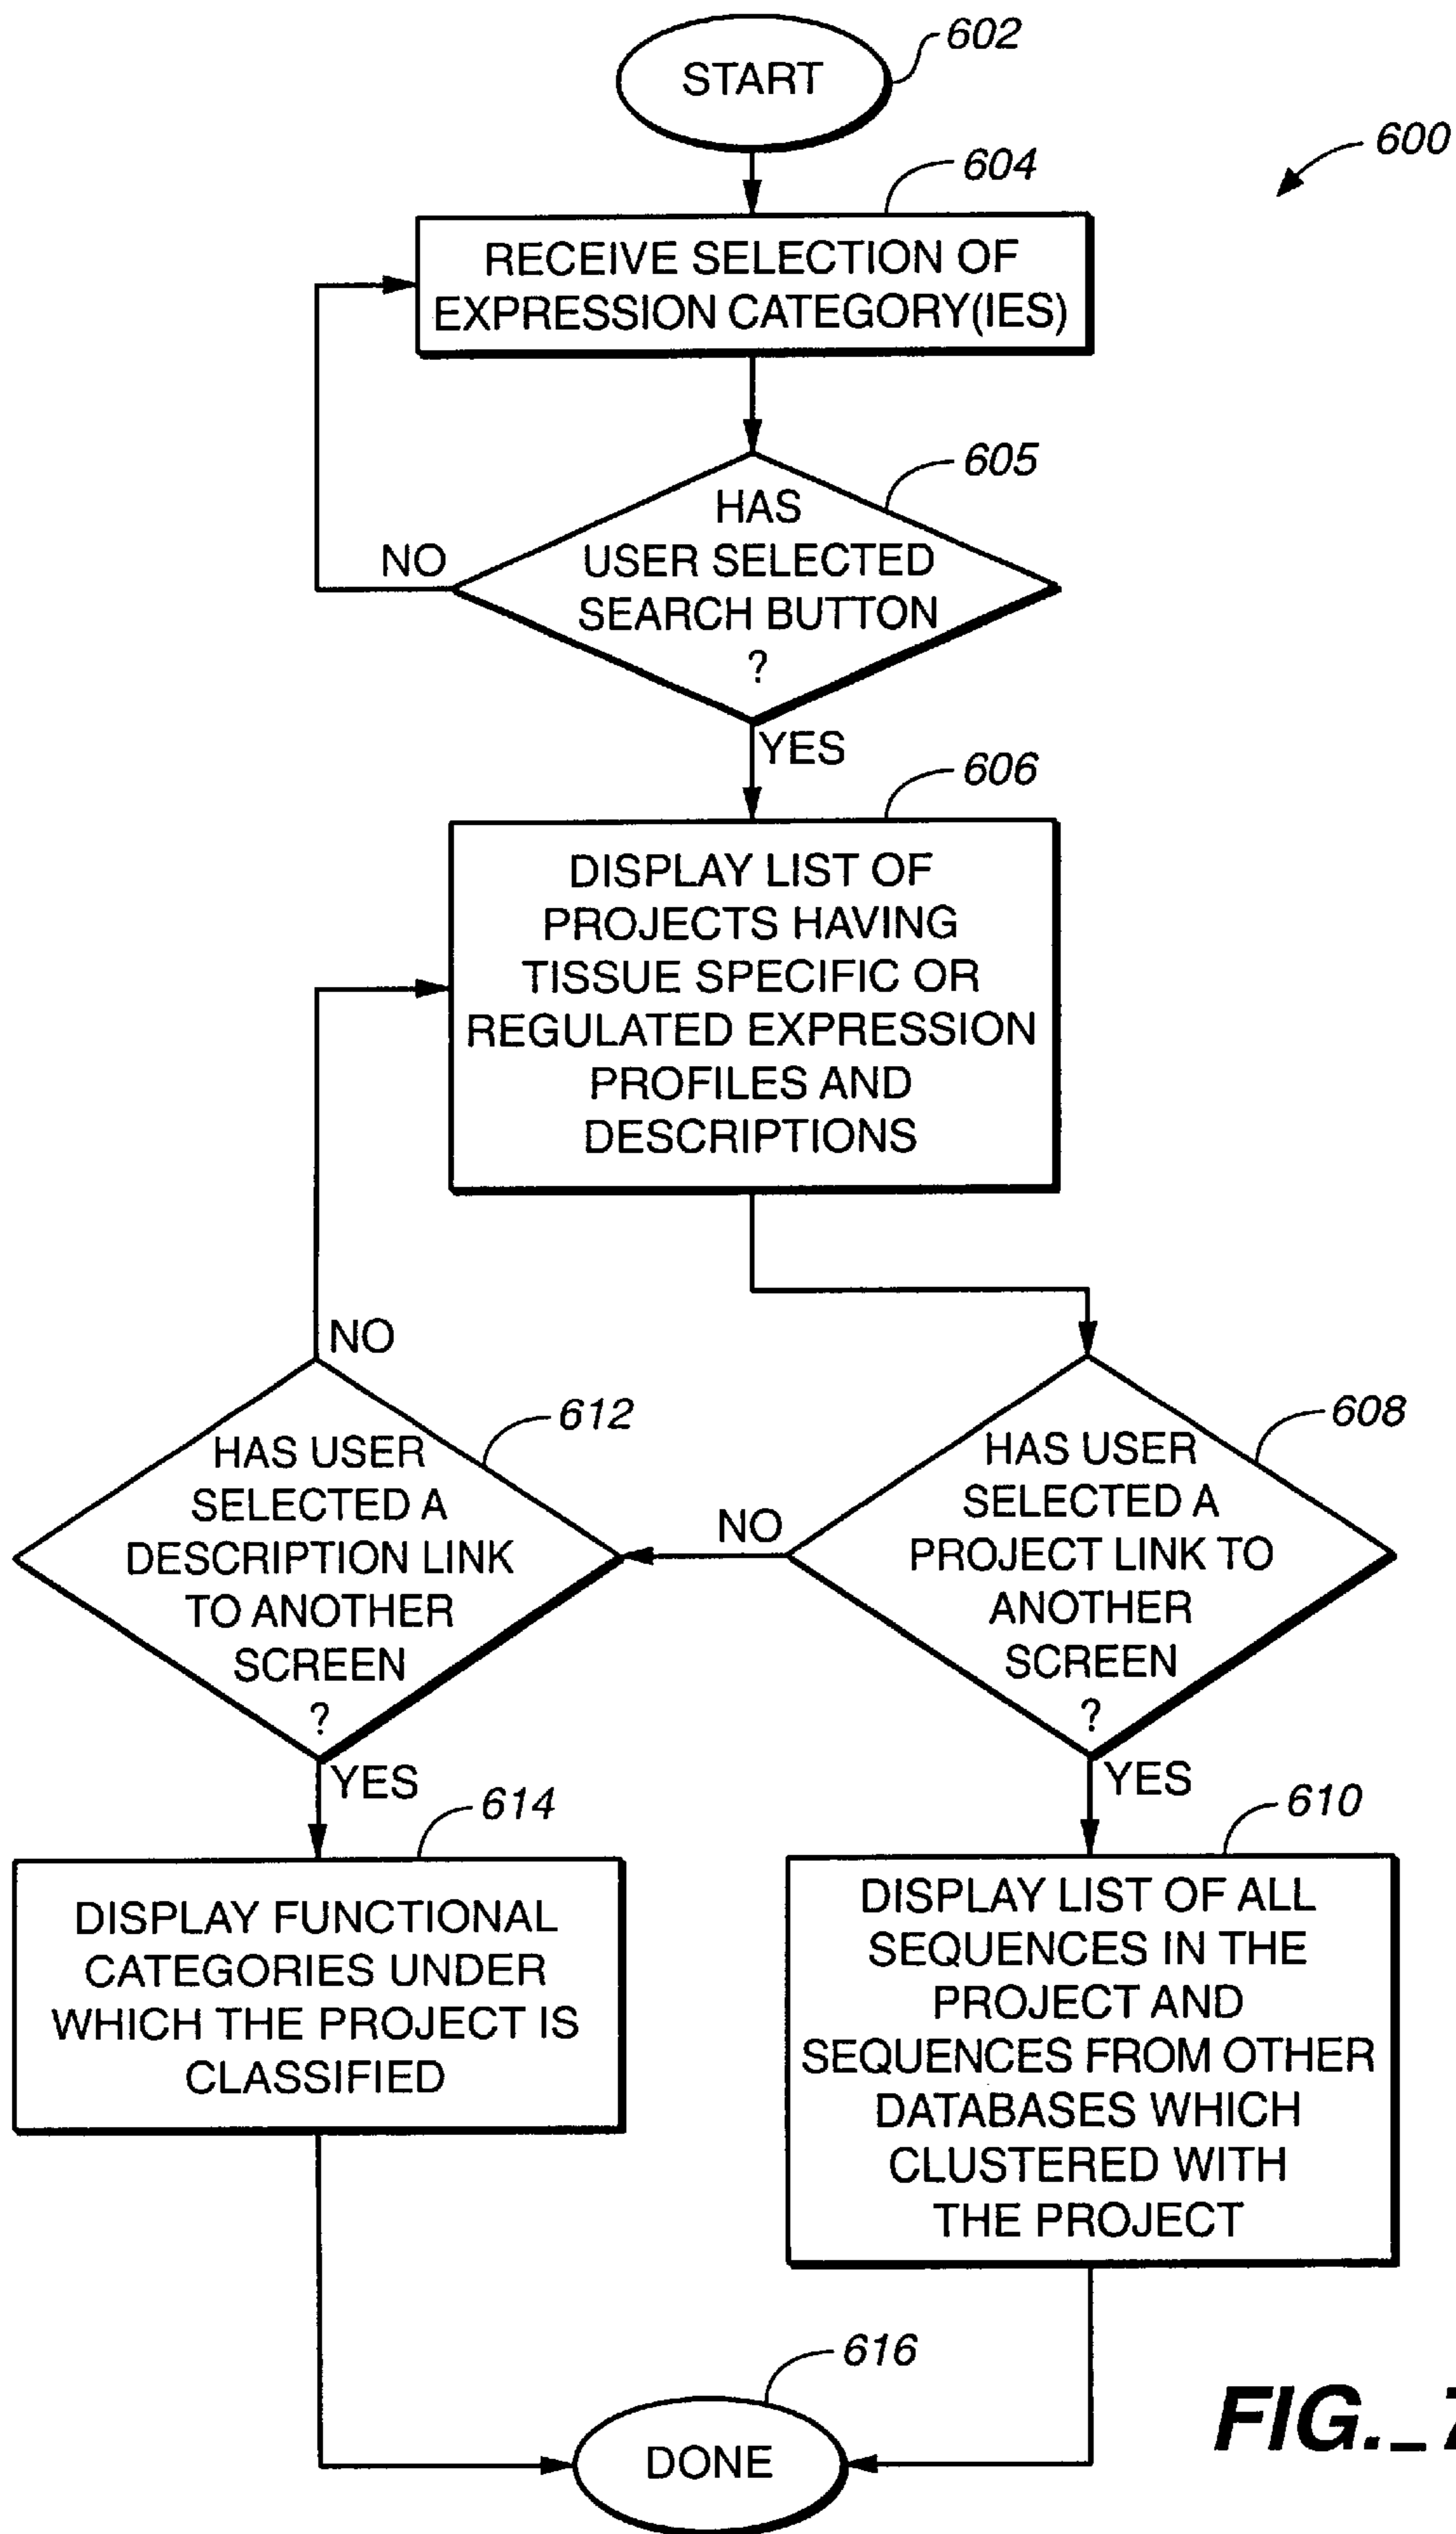 602
START
600
604
RECEIVE SELECTION OF
EXPRESSION CATEGORY(IES)
605
HAS
USER SELECTED
SEARCH BUTTON
?
NO
YES
606
DISPLAY LIST OF
PROJECTS HAVING
TISSUE SPECIFIC OR
REGULATED EXPRESSION
PROFILES AND
DESCRIPTIONS
NO
612
HAS USER
SELECTED A
DESCRIPTION LINK
TO ANOTHER
SCREEN
?
YES
NO
608
HAS USER
SELECTED A
PROJECT LINK TO
ANOTHER
SCREEN
?
YES
614
DISPLAY FUNCTIONAL
CATEGORIES UNDER
WHICH THE PROJECT IS
CLASSIFIED
610
DISPLAY LIST OF ALL
SEQUENCES IN THE
PROJECT AND
SEQUENCES FROM OTHER
DATABASES WHICH
CLUSTERED WITH
THE PROJECT
616
DONE
FIG._7